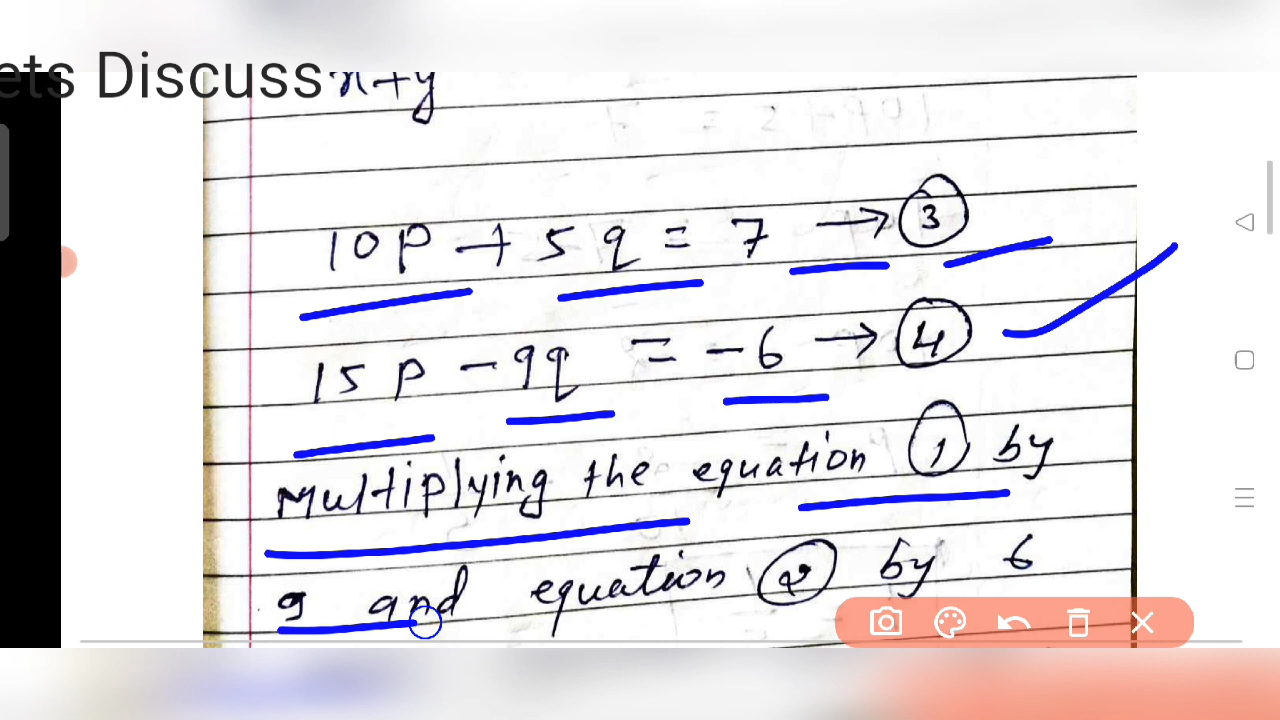 ets Discuss
x+y
10p + 5q = 7 → ③
15p - 9q = -6 → ④
Multiplying the equation ① by
9 and equation ② by 6